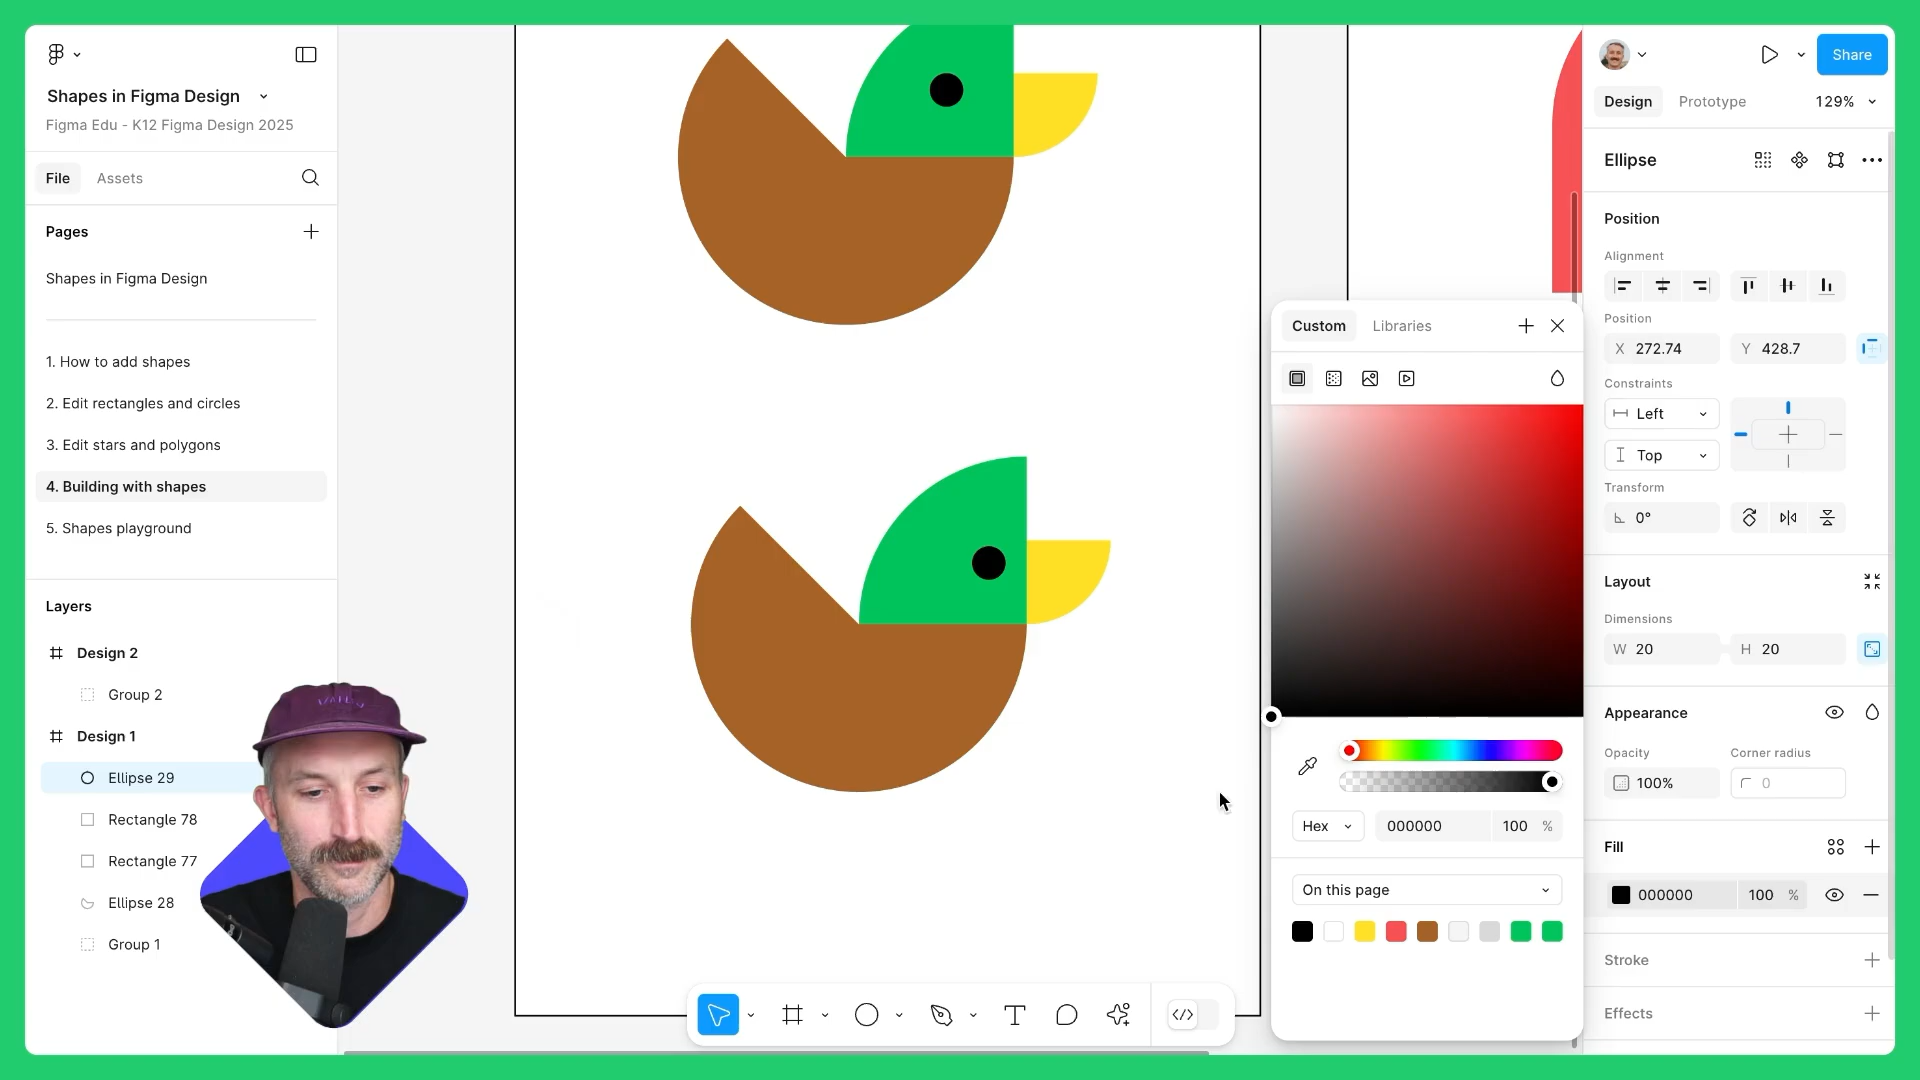 Shapes in Figma Design
Figma Edu - K12 Figma Design 2025
File
Assets
Pages
Shapes in Figma Design
1. How to add shapes
2. Edit rectangles and circles
3. Edit stars and polygons
4. Building with shapes
5. Shapes playground
Layers
Design 2
Group 2
Design 1
Ellipse 29
Rectangle 78
Rectangle 77
Ellipse 28
Group 1
Custom
Libraries
Hex
000000
100 %
On this page
Share
Design
Prototype
129%
Ellipse
Position
Alignment
Position
X 272.74
Y 428.7
Constraints
Left
Top
Transform
0°
Layout
Dimensions
W 20
H 20
Appearance
Opacity
Corner radius
100%
0
Fill
000000
100 %
Stroke
Effects